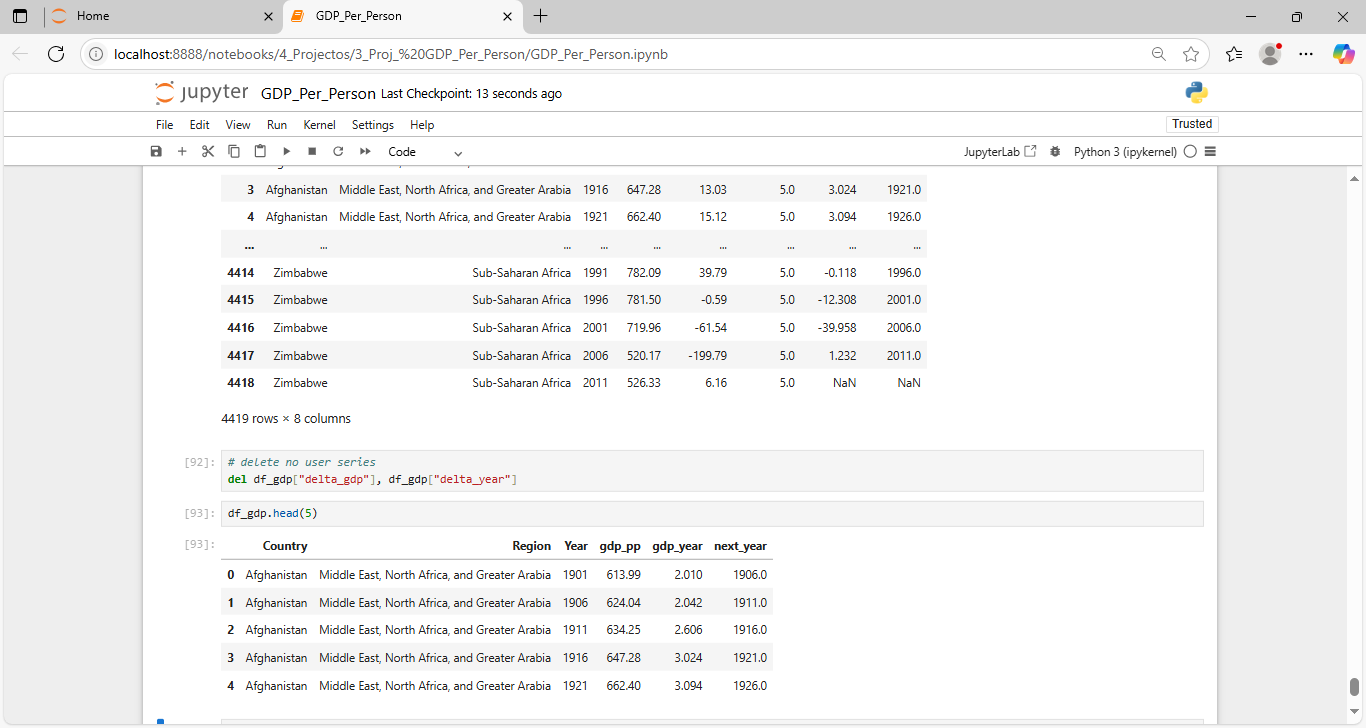 Home
GDP_Per_Person
localhost:8888/notebooks/4_Projectos/3_Proj_%20GDP_Per_Person/GDP_Per_Person.ipynb
jupyter GDP_Per_Person Last Checkpoint: 13 seconds ago
File Edit View Run Kernel Settings Help
Trusted
Code
JupyterLab Python 3 (ipykernel)
3 Afghanistan Middle East, North Africa, and Greater Arabia 1916 647.28 13.03 5.0 3.024 1921.0
4 Afghanistan Middle East, North Africa, and Greater Arabia 1921 662.40 15.12 5.0 3.094 1926.0
... ... ... ... ... ... ... ... ...
4414 Zimbabwe Sub-Saharan Africa 1991 782.09 39.79 5.0 -0.118 1996.0
4415 Zimbabwe Sub-Saharan Africa 1996 781.50 -0.59 5.0 -12.308 2001.0
4416 Zimbabwe Sub-Saharan Africa 2001 719.96 -61.54 5.0 -39.958 2006.0
4417 Zimbabwe Sub-Saharan Africa 2006 520.17 -199.79 5.0 1.232 2011.0
4418 Zimbabwe Sub-Saharan Africa 2011 526.33 6.16 5.0 NaN NaN
4419 rows × 8 columns
[92]: # delete no user series
del df_gdp["delta_gdp"], df_gdp["delta_year"]
[93]: df_gdp.head(5)
[93]: Country Region Year gdp_pp gdp_year next_year
0 Afghanistan Middle East, North Africa, and Greater Arabia 1901 613.99 2.010 1906.0
1 Afghanistan Middle East, North Africa, and Greater Arabia 1906 624.04 2.042 1911.0
2 Afghanistan Middle East, North Africa, and Greater Arabia 1911 634.25 2.606 1916.0
3 Afghanistan Middle East, North Africa, and Greater Arabia 1916 647.28 3.024 1921.0
4 Afghanistan Middle East, North Africa, and Greater Arabia 1921 662.40 3.094 1926.0